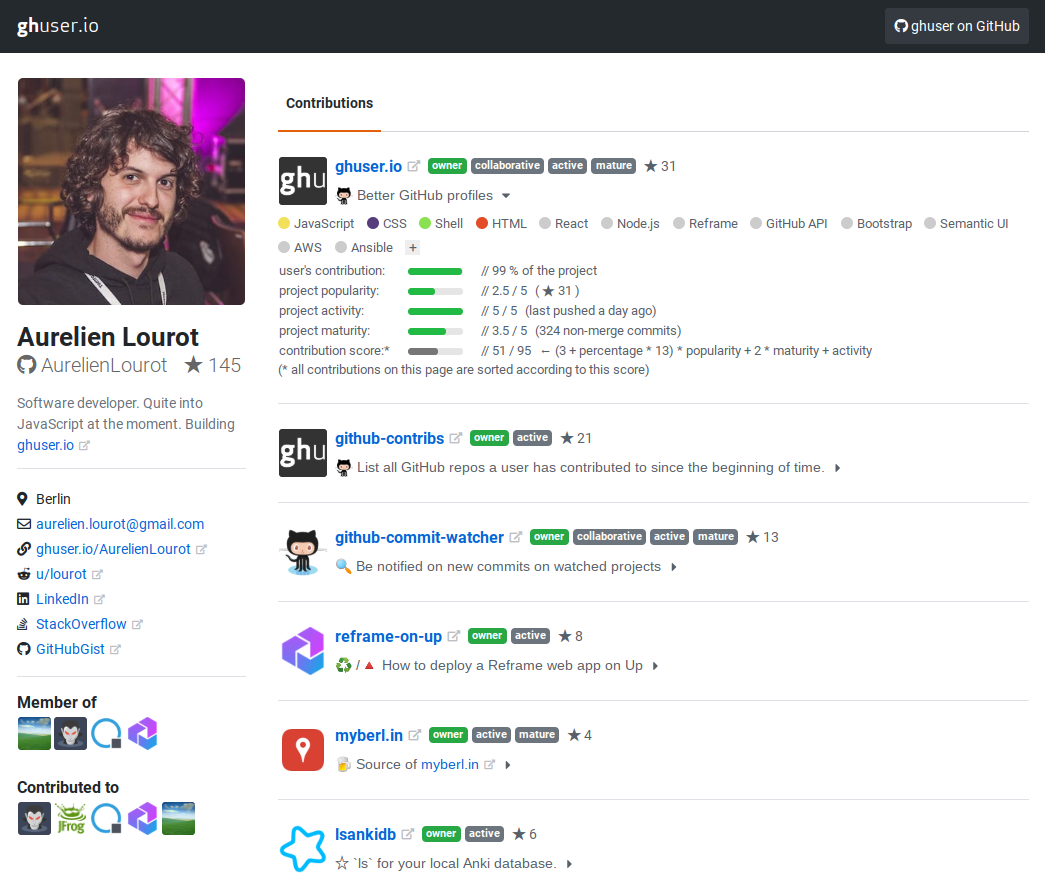 ghuser.io
ghuser on GitHub
Aurelien Lourot
AurelienLourot ★ 145
Software developer. Quite into
JavaScript at the moment. Building
ghuser.io
Berlin
aurelien.lourot@gmail.com
ghuser.io/AurelienLourot
u/lourot
LinkedIn
StackOverflow
GitHubGist
Member of
Contributed to
JFrog
Contributions
ghu
ghuser.io owner collaborative active mature ★ 31
Better GitHub profiles
JavaScript CSS Shell HTML React Node.js Reframe GitHub API Bootstrap Semantic UI
AWS Ansible +
user's contribution: // 99 % of the project
project popularity: // 2.5 / 5 ( ★ 31 )
project activity: // 5 / 5 (last pushed a day ago)
project maturity: // 3.5 / 5 (324 non-merge commits)
contribution score:* // 51 / 95 ← (3 + percentage * 13) * popularity + 2 * maturity + activity
(* all contributions on this page are sorted according to this score)
ghu
github-contribs owner active ★ 21
List all GitHub repos a user has contributed to since the beginning of time.
github-commit-watcher owner collaborative active mature ★ 13
🔍 Be notified on new commits on watched projects
reframe-on-up owner active ★ 8
♻️ / 🔺 How to deploy a Reframe web app on Up
myberl.in owner active mature ★ 4
🍺 Source of myberl.in
lsankidb owner active ★ 6
☆ `ls` for your local Anki database.